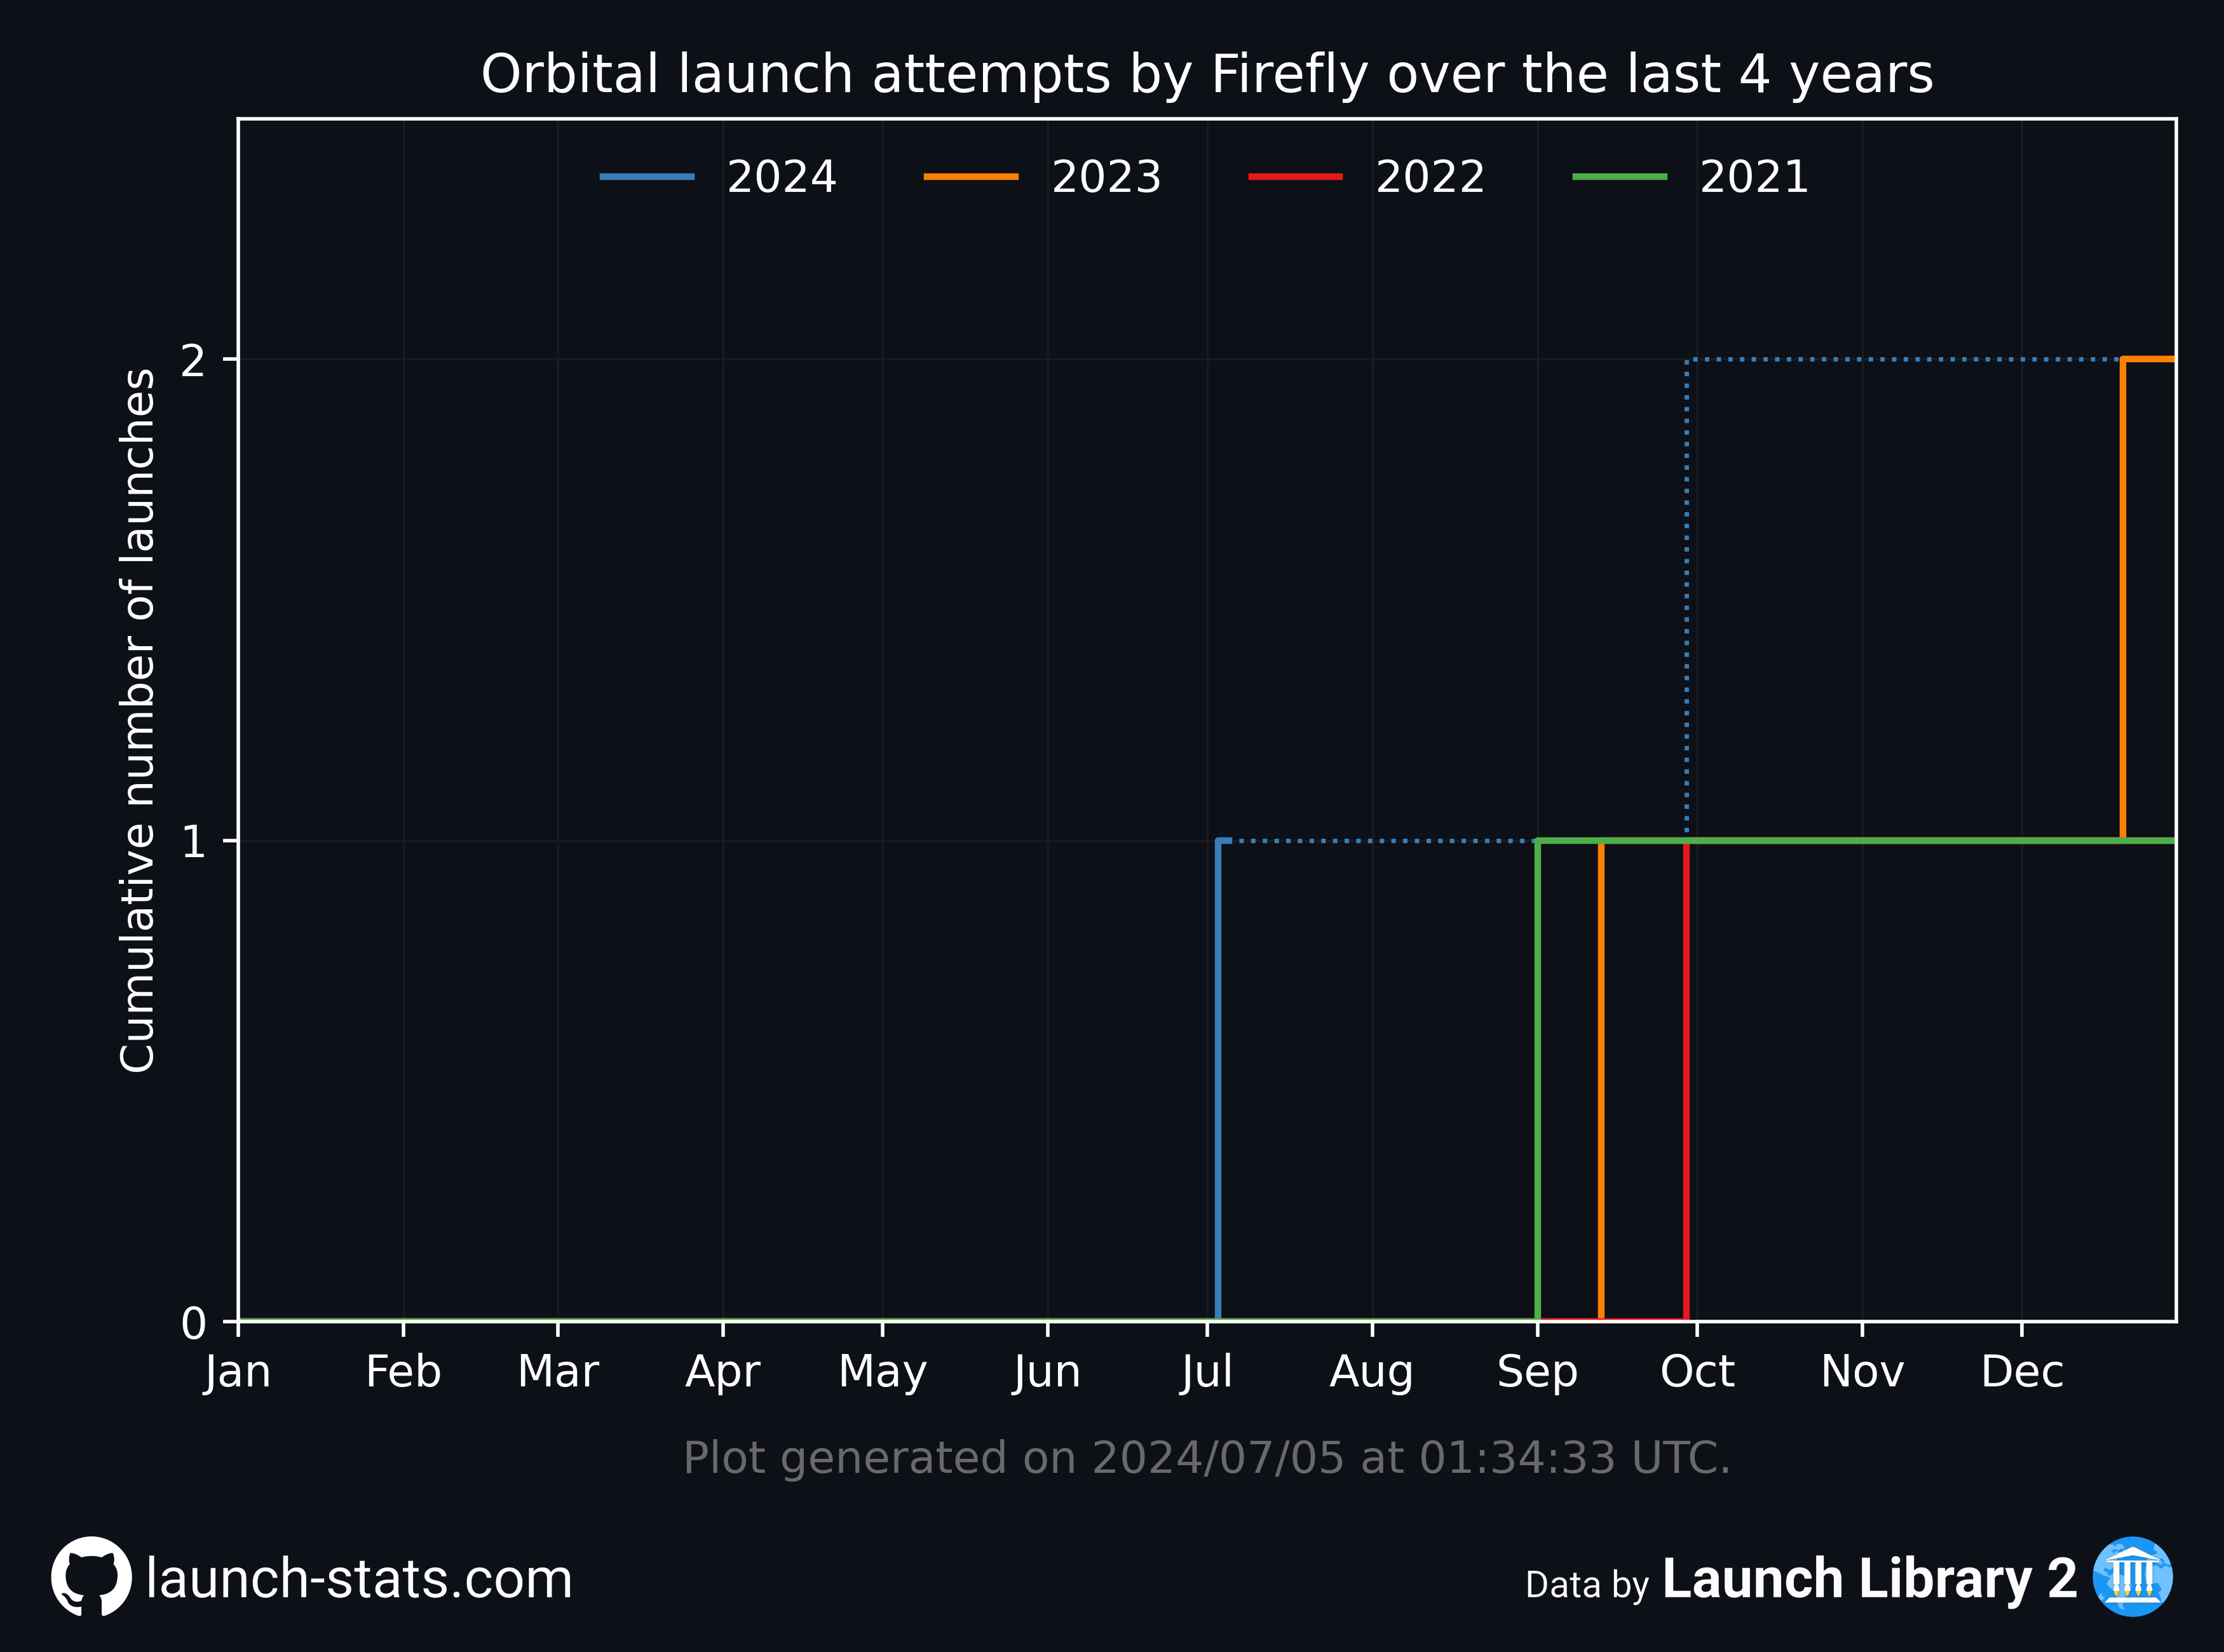 Orbital launch attempts by Firefly over the last 4 years
2024 2023 2022 2021
Cumulative number of launches
2
1
0
Jan Feb Mar Apr May Jun Jul Aug Sep Oct Nov Dec
Plot generated on 2024/07/05 at 01:34:33 UTC.
launch-stats.com
Data by Launch Library 2